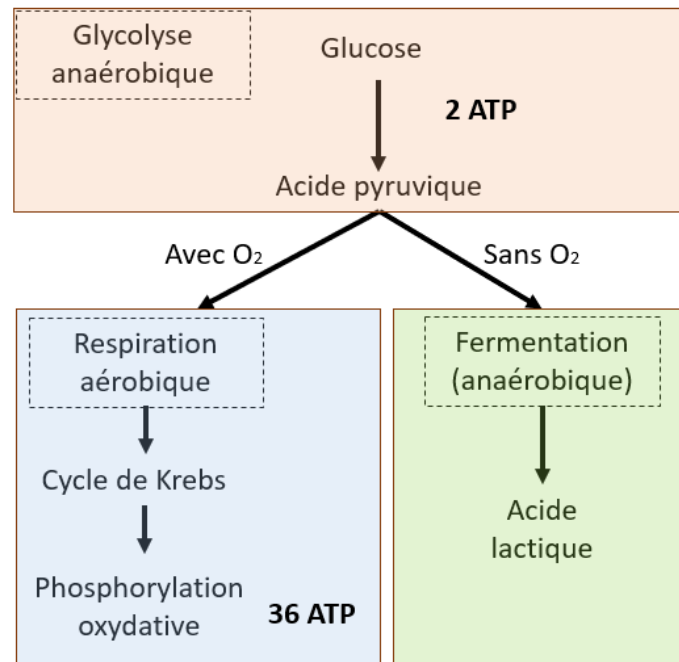 Glycolyse
anaérobique
Glucose
2 ATP
Acide pyruvique
Avec O₂
Sans O₂
Respiration
aérobique
Cycle de Krebs
Phosphorylation
oxydative
36 ATP
Fermentation
(anaérobique)
Acide
lactique